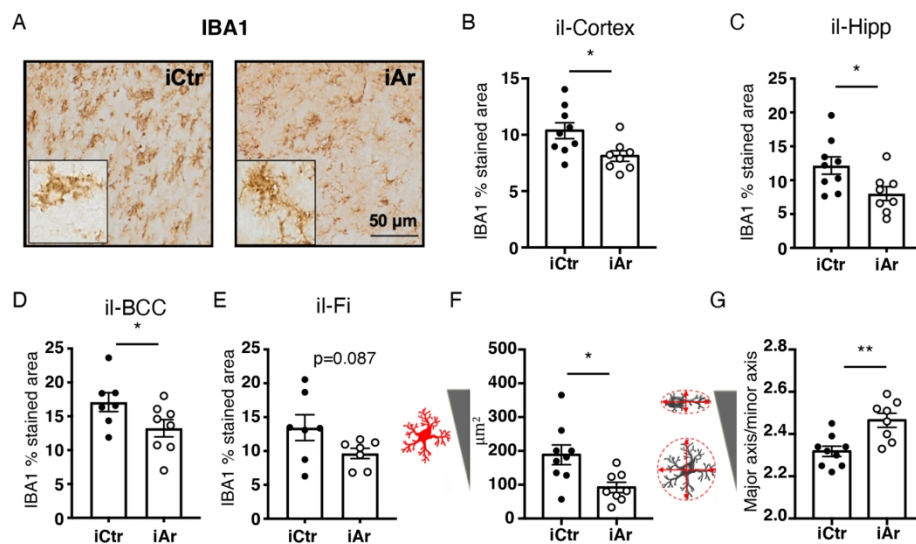 A
IBA1
iCtr
iAr
50 µm
B
il-Cortex
*
IBA1 % stained area
15
10
5
0
iCtr
iAr
C
il-Hipp
*
IBA1 % stained area
25
20
15
10
5
0
iCtr
iAr
D
il-BCC
*
IBA1 % stained area
25
20
15
10
5
0
iCtr
iAr
E
il-Fi
p=0.087
IBA1 % stained area
25
20
15
10
5
0
iCtr
iAr
F
*
µm²
500
400
300
200
100
0
iCtr
iAr
G
**
Major axis/minor axis
2.8
2.6
2.4
2.2
2.0
iCtr
iAr